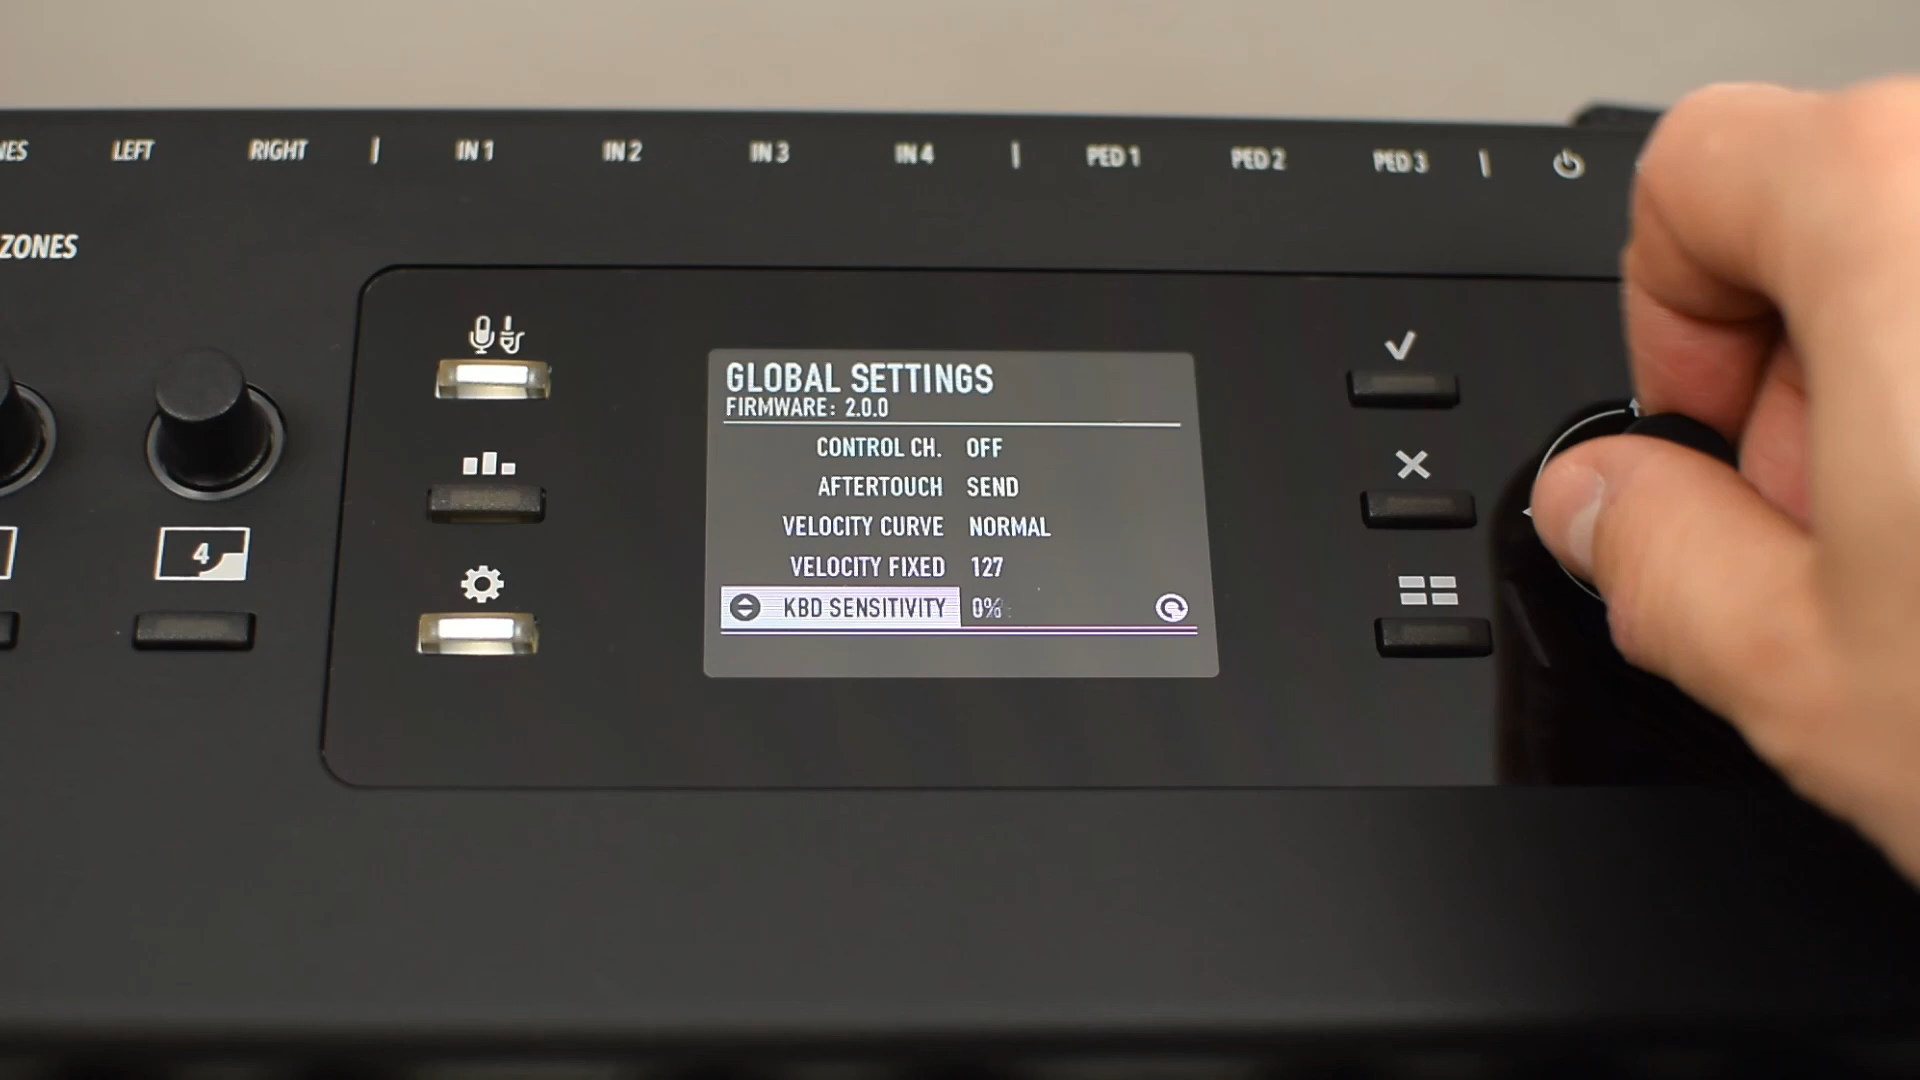 LEFT RIGHT | IN 1 IN 2 IN 3 IN 4 | PED 1 PED 2 PED 3 |
ZONES
4
GLOBAL SETTINGS
FIRMWARE: 2.0.0
CONTROL CH. OFF
AFTERTOUCH SEND
VELOCITY CURVE NORMAL
VELOCITY FIXED 127
KBD SENSITIVITY 0%